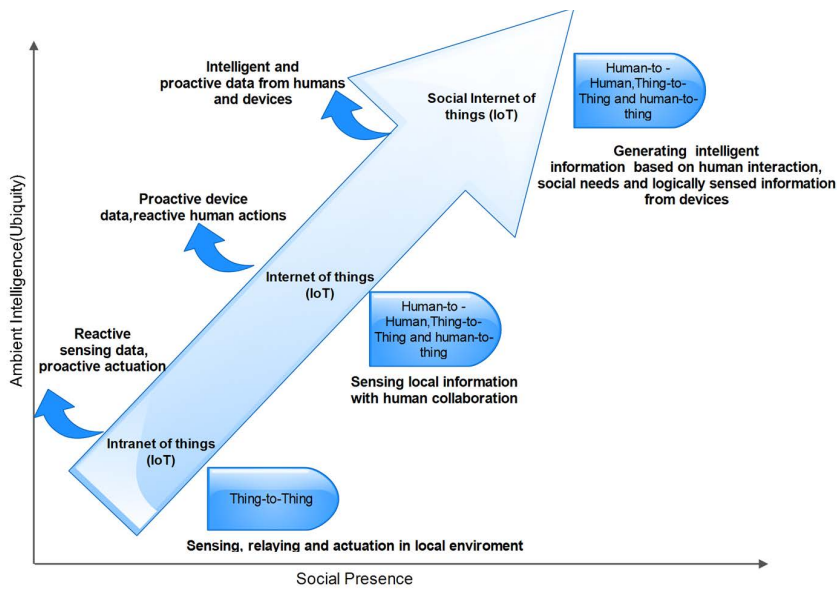 Intelligent and
proactive data from humans
and devices
Social Internet of
things (IoT)
Human-to -
Human,Thing-to-
Thing and human-to-
thing
Generating intelligent
information based on human interaction,
social needs and logically sensed information
from devices
Proactive device
data,reactive human actions
Internet of things
(IoT)
Human-to -
Human,Thing-to-
Thing and human-to-
thing
Sensing local information
with human collaboration
Reactive
sensing data,
proactive actuation
Intranet of things
(IoT)
Thing-to-Thing
Sensing, relaying and actuation in local enviroment
Ambient Intelligence(Ubiquity)
Social Presence